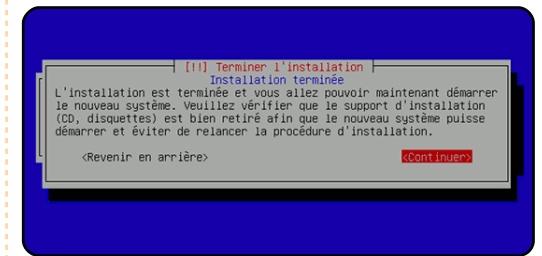 [!!] Terminer l'installation
Installation terminée
L'installation est terminée et vous allez pouvoir maintenant démarrer
le nouveau système. Veuillez vérifier que le support d'installation
(CD, disquettes) est bien retiré afin que le nouveau système puisse
démarrer et éviter de relancer la procédure d'installation.
<Revenir en arrière> <Continuer>